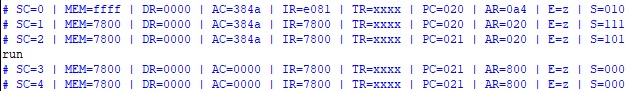 # SC=0 | MEM=ffff | DR=0000 | AC=384a | IR=e081 | TR=xxxx | PC=020 | AR=0a4 | E=z | S=010
# SC=1 | MEM=7800 | DR=0000 | AC=384a | IR=e081 | TR=xxxx | PC=020 | AR=020 | E=z | S=111
# SC=2 | MEM=7800 | DR=0000 | AC=384a | IR=7800 | TR=xxxx | PC=021 | AR=020 | E=z | S=101
run
# SC=3 | MEM=7800 | DR=0000 | AC=0000 | IR=7800 | TR=xxxx | PC=021 | AR=800 | E=z | S=000
# SC=4 | MEM=7800 | DR=0000 | AC=0000 | IR=7800 | TR=xxxx | PC=021 | AR=800 | E=z | S=000